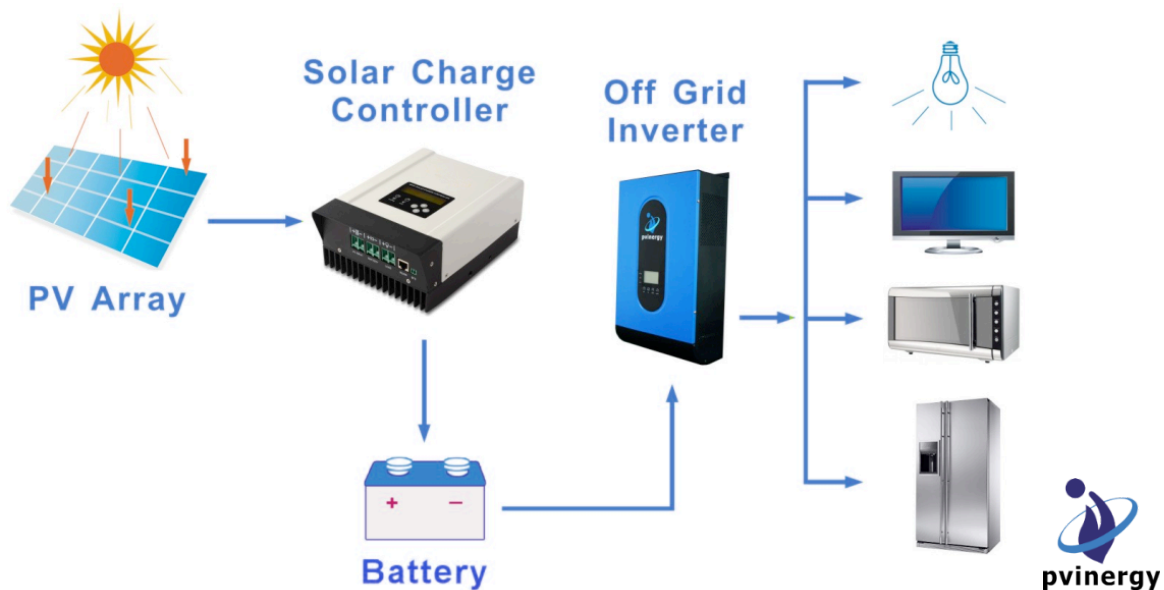 Solar Charge
Controller
Off Grid
Inverter
pvinergy
PV Array
+ −
Battery
pvinergy